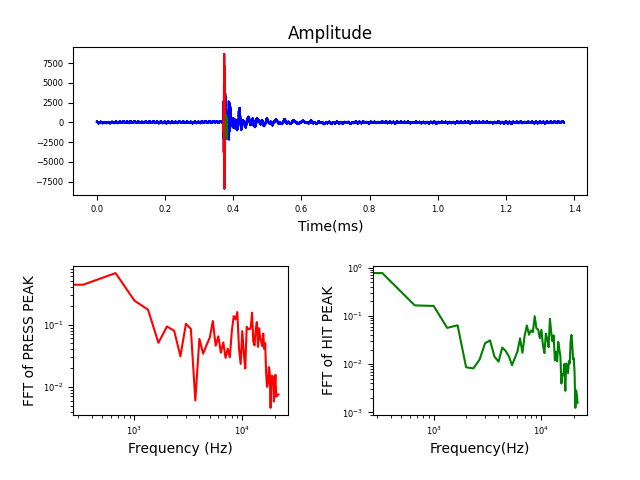 Amplitude
7500
5000
2500
0
−2500
−5000
−7500
0.0 0.2 0.4 0.6 0.8 1.0 1.2 1.4
Time(ms)
FFT of PRESS PEAK
10⁻¹
10⁻²
10³ 10⁴
Frequency (Hz)
FFT of HIT PEAK
10⁰
10⁻¹
10⁻²
10⁻³
10³ 10⁴
Frequency(Hz)